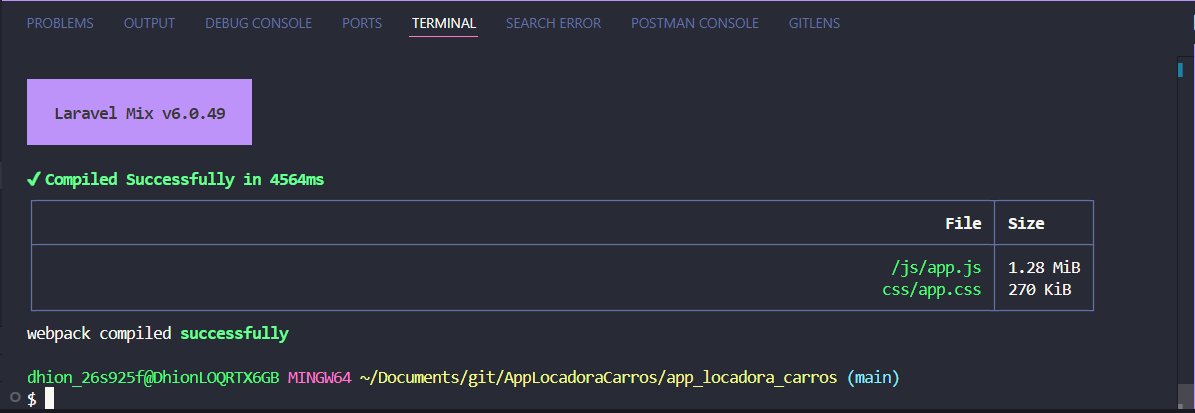 PROBLEMS OUTPUT DEBUG CONSOLE PORTS TERMINAL SEARCH ERROR POSTMAN CONSOLE GITLENS
Laravel Mix v6.0.49
✔ Compiled Successfully in 4564ms
File Size
/js/app.js 1.28 MiB
css/app.css 270 KiB
webpack compiled successfully
dhion_26s925f@DhionLOQRTX6GB MINGW64 ~/Documents/git/AppLocadoraCarros/app_locadora_carros (main)
$